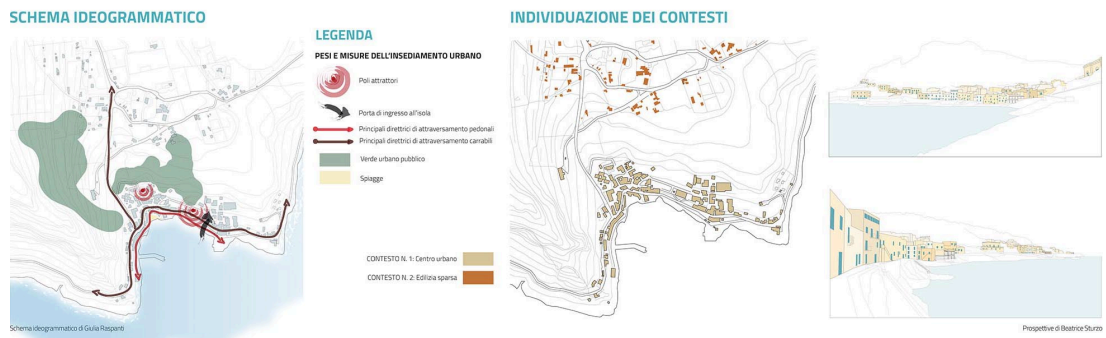 SCHEMA IDEOGRAMMATICO
LEGENDA
PESI E MISURE DELL'INSEDIAMENTO URBANO
Poli attrattori
Porta di ingresso all'isola
Principali direttrici di attraversamento pedonali
Principali direttrici di attraversamento carrabili
Verde urbano pubblico
Spiagge
CONTESTO N. 1: Centro urbano
CONTESTO N. 2: Edilizia sparsa
Schema ideogrammatico di Giulia Raspanti
INDIVIDUAZIONE DEI CONTESTI
Prospettive di Beatrice Sturzo